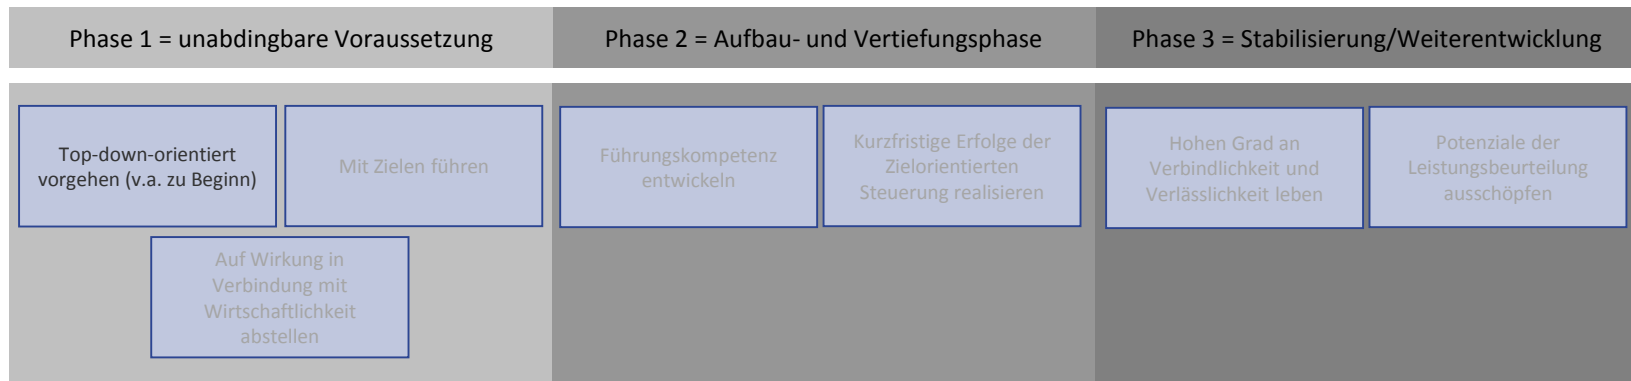 Phase 1 = unabdingbare Voraussetzung
Phase 2 = Aufbau- und Vertiefungsphase
Phase 3 = Stabilisierung/Weiterentwicklung
Top-down-orientiert
vorgehen (v.a. zu Beginn)
Mit Zielen führen
Auf Wirkung in
Verbindung mit
Wirtschaftlichkeit
abstellen
Führungskompetenz
entwickeln
Kurzfristige Erfolge der
Zielorientierten
Steuerung realisieren
Hohen Grad an
Verbindlichkeit und
Verlässlichkeit leben
Potenziale der
Leistungsbeurteilung
ausschöpfen